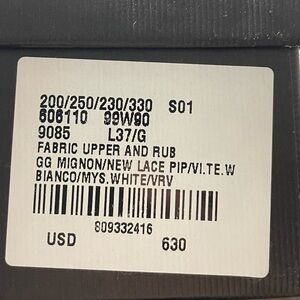 200/250/230/330 S01
606110 99W90
9085 L37/G
FABRIC UPPER AND RUB
GG MIGNON/NEW LACE PIP/VI.TE.W
BIANCO/MYS.WHITE/VRV
809332416
USD 630